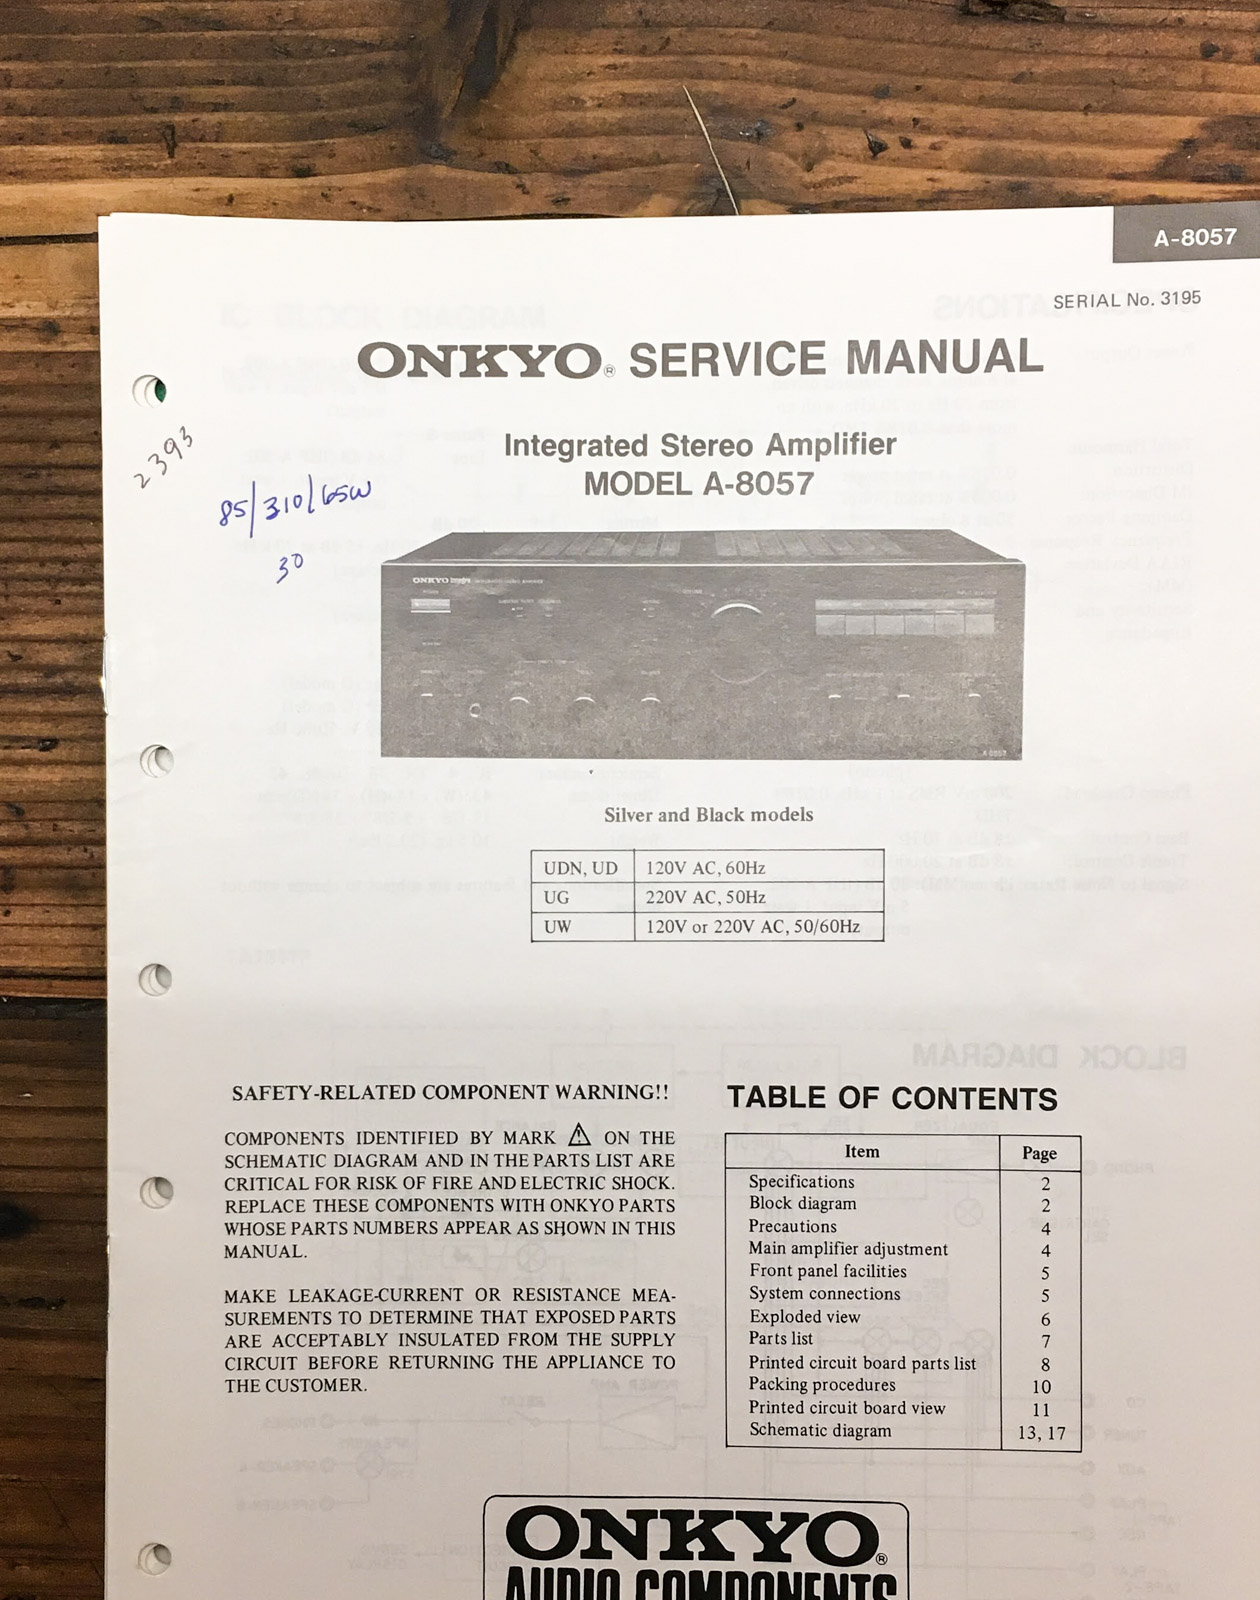 A-8057
SERIAL No. 3195
ONKYO® SERVICE MANUAL
2393
Integrated Stereo Amplifier
MODEL A-8057
85/310/65W
30
ONKYO
A-8057
Silver and Black models
UDN, UD 120V AC, 60Hz
UG 220V AC, 50Hz
UW 120V or 220V AC, 50/60Hz
SAFETY-RELATED COMPONENT WARNING!!
COMPONENTS IDENTIFIED BY MARK ⚠ ON THE
SCHEMATIC DIAGRAM AND IN THE PARTS LIST ARE
CRITICAL FOR RISK OF FIRE AND ELECTRIC SHOCK.
REPLACE THESE COMPONENTS WITH ONKYO PARTS
WHOSE PARTS NUMBERS APPEAR AS SHOWN IN THIS
MANUAL.
MAKE LEAKAGE-CURRENT OR RESISTANCE MEA-
SUREMENTS TO DETERMINE THAT EXPOSED PARTS
ARE ACCEPTABLY INSULATED FROM THE SUPPLY
CIRCUIT BEFORE RETURNING THE APPLIANCE TO
THE CUSTOMER.
TABLE OF CONTENTS
Item Page
Specifications 2
Block diagram 2
Precautions 4
Main amplifier adjustment 4
Front panel facilities 5
System connections 5
Exploded view 6
Parts list 7
Printed circuit board parts list 8
Packing procedures 10
Printed circuit board view 11
Schematic diagram 13, 17
ONKYO®
AUDIO COMPONENTS